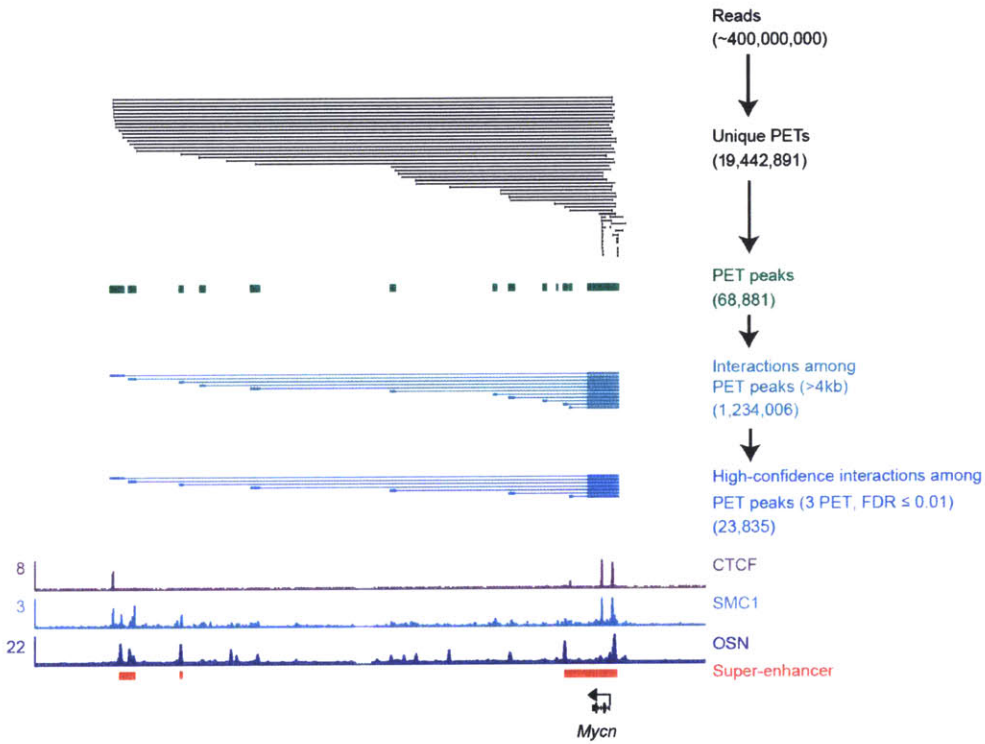 Reads
(~400,000,000)
Unique PETs
(19,442,891)
PET peaks
(68,881)
Interactions among
PET peaks (>4kb)
(1,234,006)
High-confidence interactions among
PET peaks (3 PET, FDR ≤ 0.01)
(23,835)
8 CTCF
3 SMC1
22 OSN
Super-enhancer
Mycn